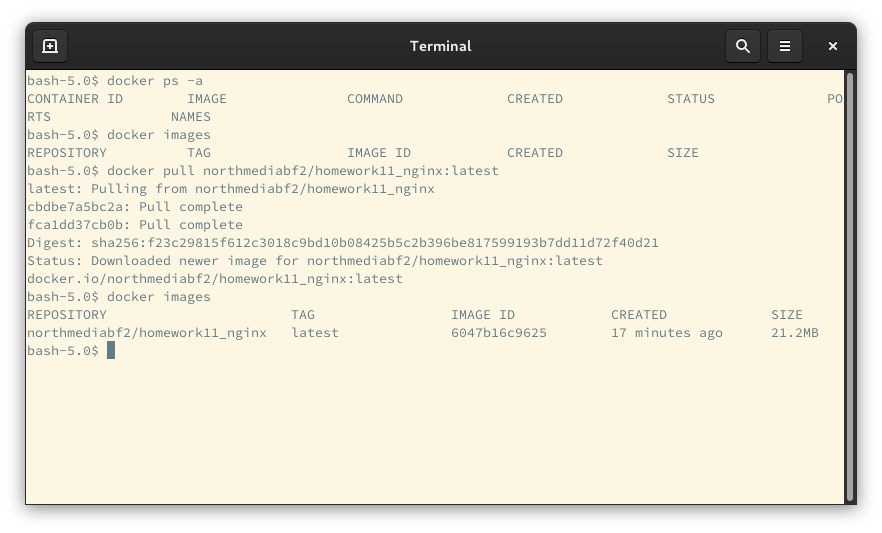 Terminal
bash-5.0$ docker ps -a
CONTAINER ID        IMAGE               COMMAND             CREATED             STATUS              PO
RTS               NAMES
bash-5.0$ docker images
REPOSITORY          TAG                 IMAGE ID            CREATED             SIZE
bash-5.0$ docker pull northmediabf2/homework11_nginx:latest
latest: Pulling from northmediabf2/homework11_nginx
cbdbe7a5bc2a: Pull complete
fca1dd37cb0b: Pull complete
Digest: sha256:f23c29815f612c3018c9bd10b08425b5c2b396be817599193b7dd11d72f40d21
Status: Downloaded newer image for northmediabf2/homework11_nginx:latest
docker.io/northmediabf2/homework11_nginx:latest
bash-5.0$ docker images
REPOSITORY                       TAG                 IMAGE ID            CREATED             SIZE
northmediabf2/homework11_nginx   latest              6047b16c9625        17 minutes ago      21.2MB
bash-5.0$